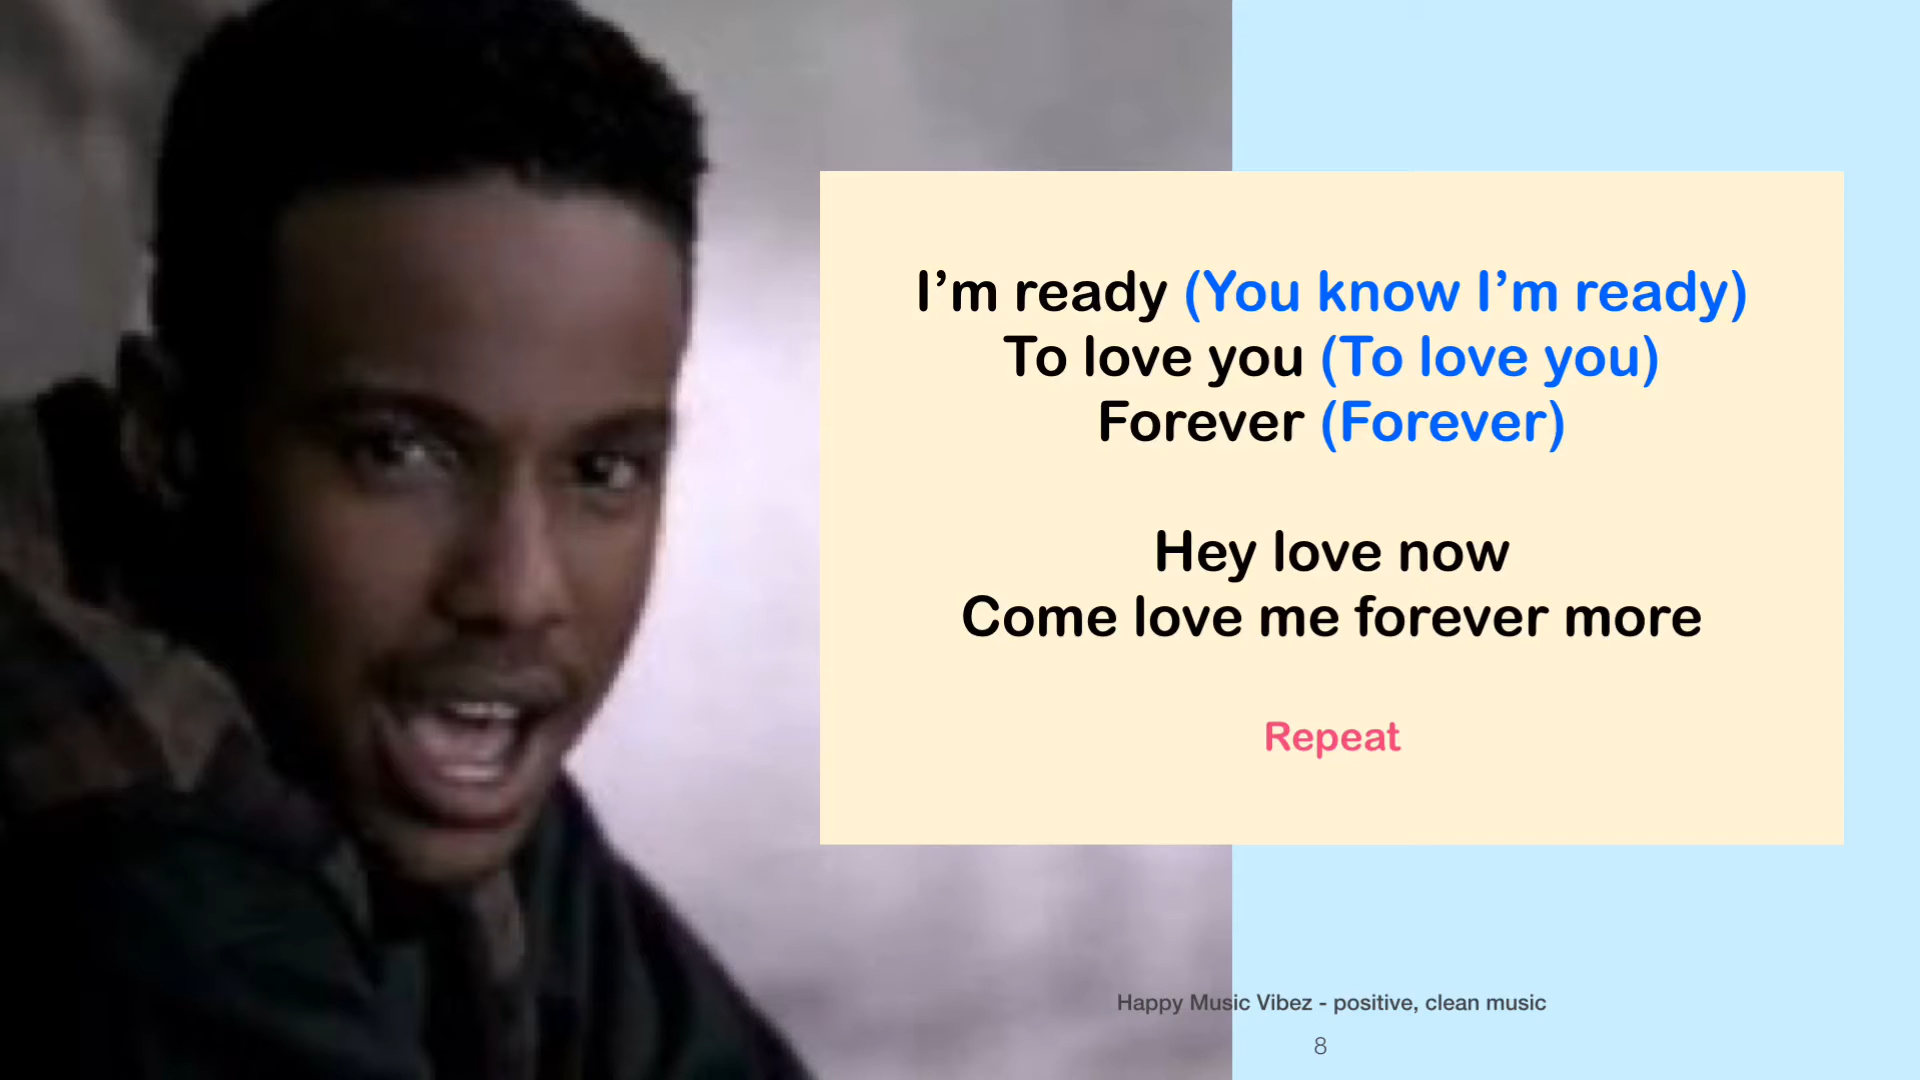 I’m ready (You know I’m ready)
To love you (To love you)
Forever (Forever)
Hey love now
Come love me forever more
Repeat
Happy Music Vibez - positive, clean music
8